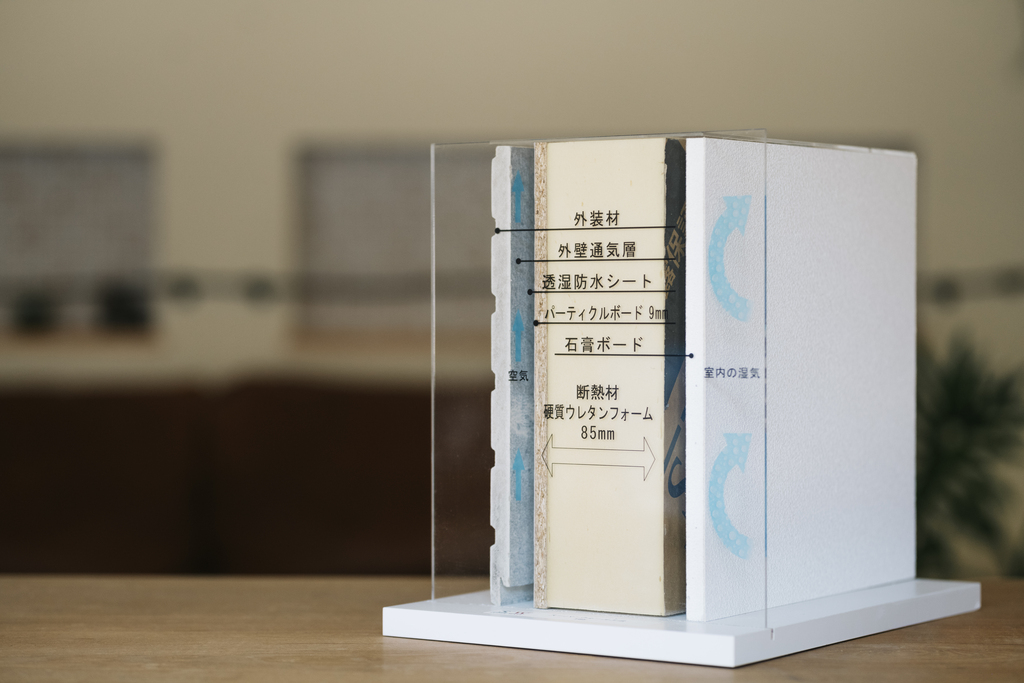 外装材
外壁通気層
透湿防水シート
パーティクルボード 9mm
石膏ボード
空気
室内の湿気
断熱材
硬質ウレタンフォーム
85mm